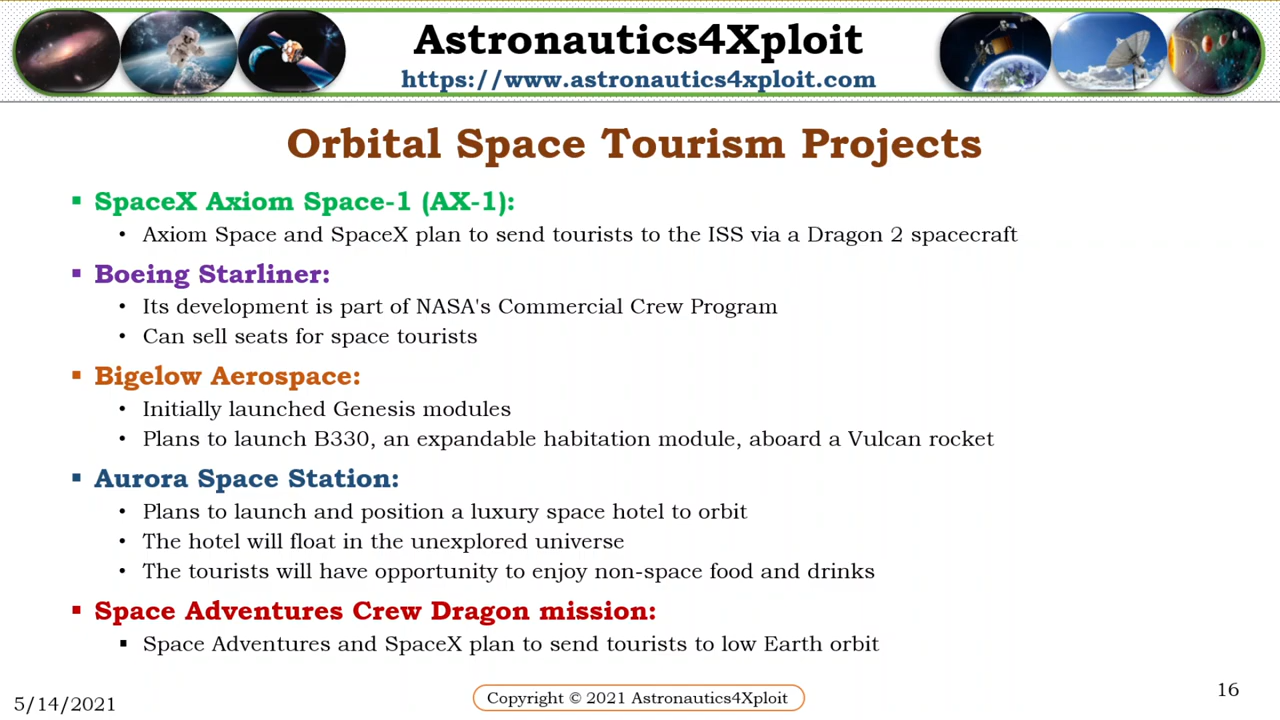 Astronautics4Xploit
https://www.astronautics4xploit.com
Orbital Space Tourism Projects
▪ SpaceX Axiom Space-1 (AX-1):
• Axiom Space and SpaceX plan to send tourists to the ISS via a Dragon 2 spacecraft
▪ Boeing Starliner:
• Its development is part of NASA's Commercial Crew Program
• Can sell seats for space tourists
▪ Bigelow Aerospace:
• Initially launched Genesis modules
• Plans to launch B330, an expandable habitation module, aboard a Vulcan rocket
▪ Aurora Space Station:
• Plans to launch and position a luxury space hotel to orbit
• The hotel will float in the unexplored universe
• The tourists will have opportunity to enjoy non-space food and drinks
▪ Space Adventures Crew Dragon mission:
▪ Space Adventures and SpaceX plan to send tourists to low Earth orbit
5/14/2021
Copyright © 2021 Astronautics4Xploit
16